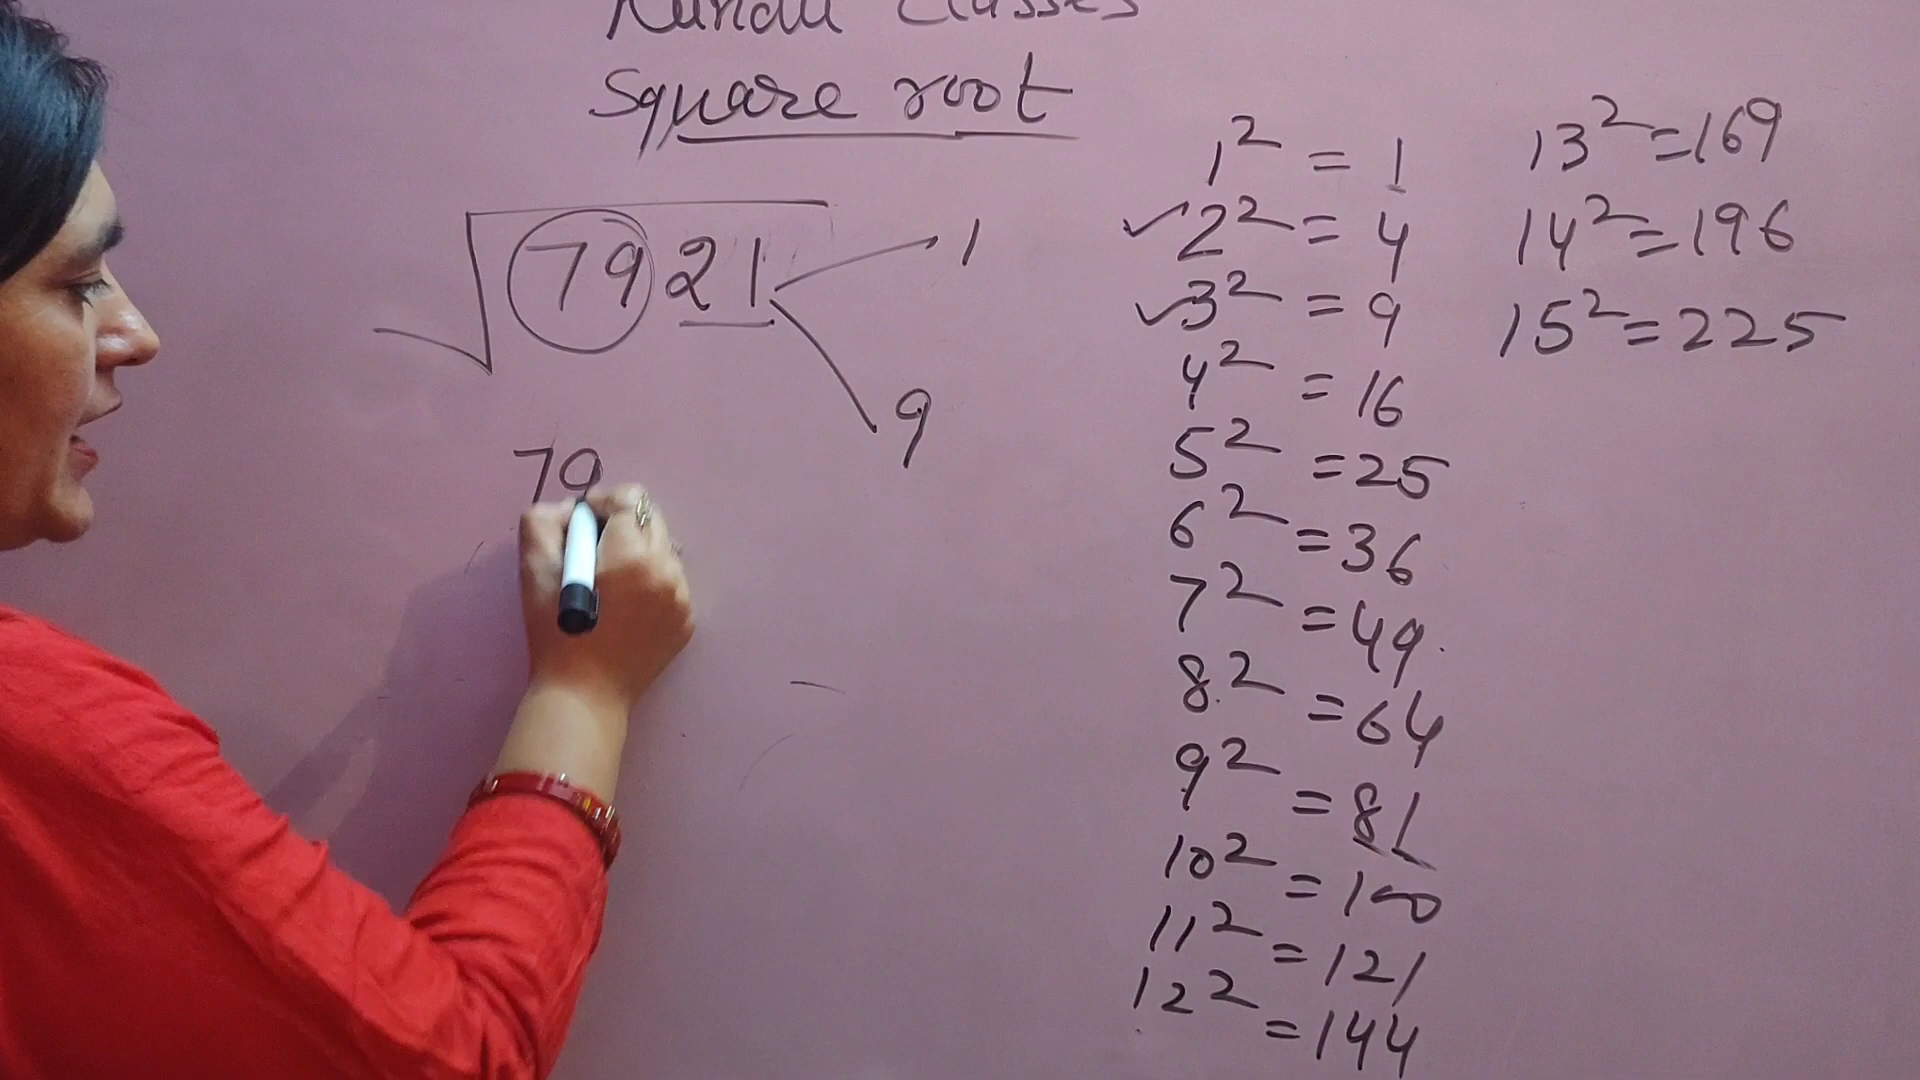 Classes
Square root
√7921
1
9
79
1² = 1
✓2² = 4
✓3² = 9
4² = 16
5² = 25
6² = 36
7² = 49
8² = 64
9² = 81
10² = 100
11² = 121
12² = 144
13² = 169
14² = 196
15² = 225